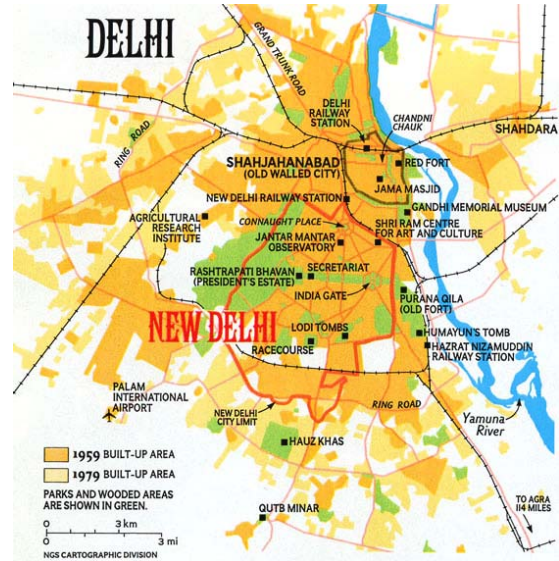 DELHI
GRAND TRUNK ROAD
DELHI
RAILWAY
STATION
CHANDNI
CHAUK
SHAHDARA
RING ROAD
SHAHJAHANABAD
(OLD WALLED CITY)
RED FORT
JAMA MASJID
NEW DELHI RAILWAY STATION
GANDHI MEMORIAL MUSEUM
AGRICULTURAL
RESEARCH
INSTITUTE
CONNAUGHT PLACE
SHRI RAM CENTRE
FOR ART AND CULTURE
JANTAR MANTAR
OBSERVATORY
RASHTRAPATI BHAVAN
(PRESIDENT'S ESTATE)
SECRETARIAT
INDIA GATE
PURANA QILA
(OLD FORT)
NEW DELHI
LODI TOMBS
RACECOURSE
HUMAYUN'S TOMB
HAZRAT NIZAMUDDIN
RAILWAY STATION
PALAM
INTERNATIONAL
AIRPORT
NEW DELHI
CITY LIMIT
RING ROAD
Yamuna
River
HAUZ KHAS
1959 BUILT-UP AREA
1979 BUILT-UP AREA
PARKS AND WOODED AREAS
ARE SHOWN IN GREEN.
QUTB MINAR
TO AGRA
114 MILES
0 3 km
0 3 mi
NGS CARTOGRAPHIC DIVISION